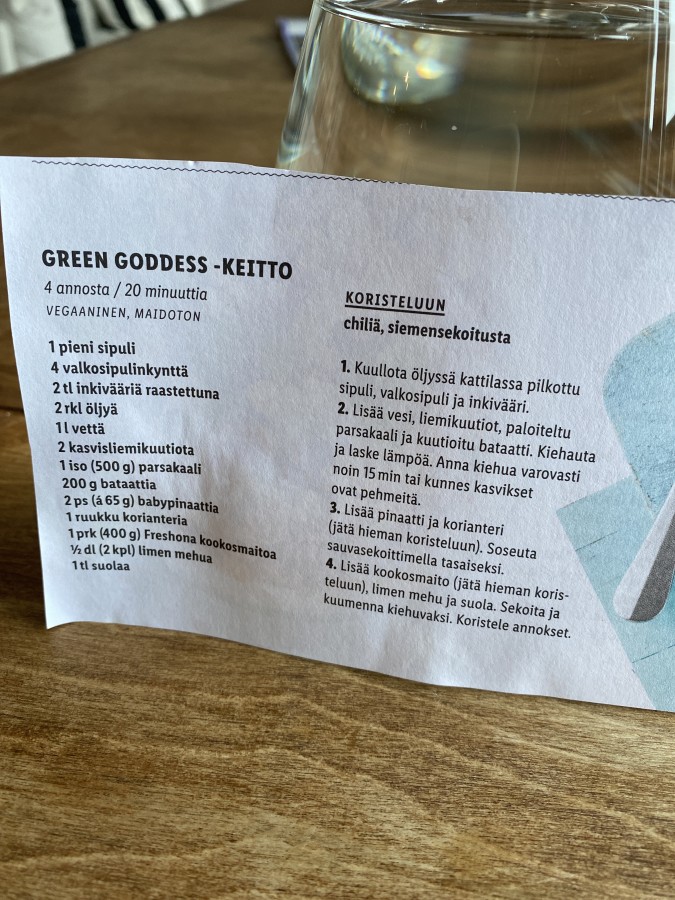 GREEN GODDESS -KEITTO
4 annosta / 20 minuuttia
VEGAANINEN, MAIDOTON
1 pieni sipuli
4 valkosipulinkynttä
2 tl inkivääriä raastettuna
2 rkl öljyä
1 l vettä
2 kasvisliemikuutiota
1 iso (500 g) parsakaali
200 g bataattia
2 ps (á 65 g) babypinaattia
1 ruukku korianteria
1 prk (400 g) Freshona kookosmaitoa
½ dl (2 kpl) limen mehua
1 tl suolaa
KORISTELUUN
chiliä, siemensekoitusta
1. Kuullota öljyssä kattilassa pilkottu
sipuli, valkosipuli ja inkivääri.
2. Lisää vesi, liemikuutiot, paloiteltu
parsakaali ja kuutioitu bataatti. Kiehauta
ja laske lämpöä. Anna kiehua varovasti
noin 15 min tai kunnes kasvikset
ovat pehmeitä.
3. Lisää pinaatti ja korianteri
(jätä hieman koristeluun). Soseuta
sauvasekoittimella tasaiseksi.
4. Lisää kookosmaito (jätä hieman koris-
teluun), limen mehu ja suola. Sekoita ja
kuumenna kiehuvaksi. Koristele annokset.